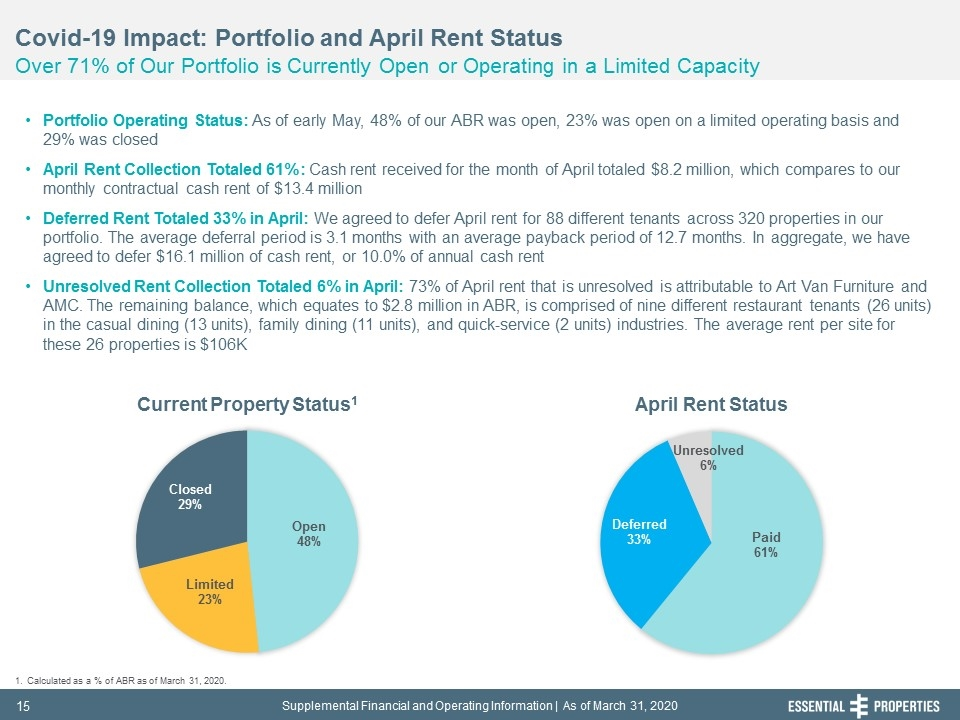 Covid-19 Impact: Portfolio and April Rent Status
Over 71% of Our Portfolio is Currently Open or Operating in a Limited Capacity
• Portfolio Operating Status: As of early May, 48% of our ABR was open, 23% was open on a limited operating basis and
29% was closed
• April Rent Collection Totaled 61%: Cash rent received for the month of April totaled $8.2 million, which compares to our
monthly contractual cash rent of $13.4 million
• Deferred Rent Totaled 33% in April: We agreed to defer April rent for 88 different tenants across 320 properties in our
portfolio. The average deferral period is 3.1 months with an average payback period of 12.7 months. In aggregate, we have
agreed to defer $16.1 million of cash rent, or 10.0% of annual cash rent
• Unresolved Rent Collection Totaled 6% in April: 73% of April rent that is unresolved is attributable to Art Van Furniture and
AMC. The remaining balance, which equates to $2.8 million in ABR, is comprised of nine different restaurant tenants (26 units)
in the casual dining (13 units), family dining (11 units), and quick-service (2 units) industries. The average rent per site for
these 26 properties is $106K
Current Property Status¹
Closed
29%
Open
48%
Limited
23%
April Rent Status
Unresolved
6%
Deferred
33%
Paid
61%
1. Calculated as a % of ABR as of March 31, 2020.
15
Supplemental Financial and Operating Information | As of March 31, 2020
ESSENTIAL PROPERTIES